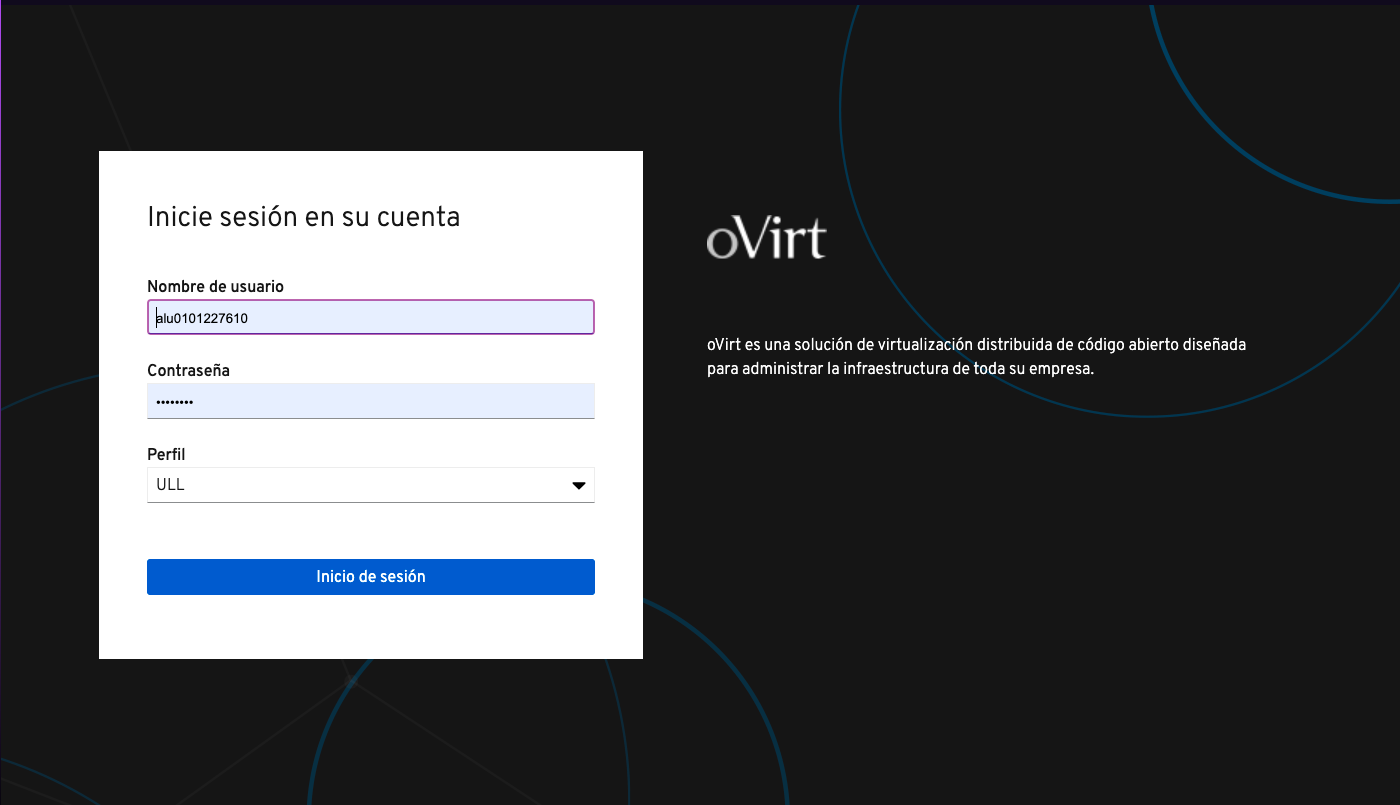 Inicie sesión en su cuenta
Nombre de usuario
alu0101227610
Contraseña
••••••••
Perfil
ULL
Inicio de sesión
oVirt
oVirt es una solución de virtualización distribuida de código abierto diseñada
para administrar la infraestructura de toda su empresa.